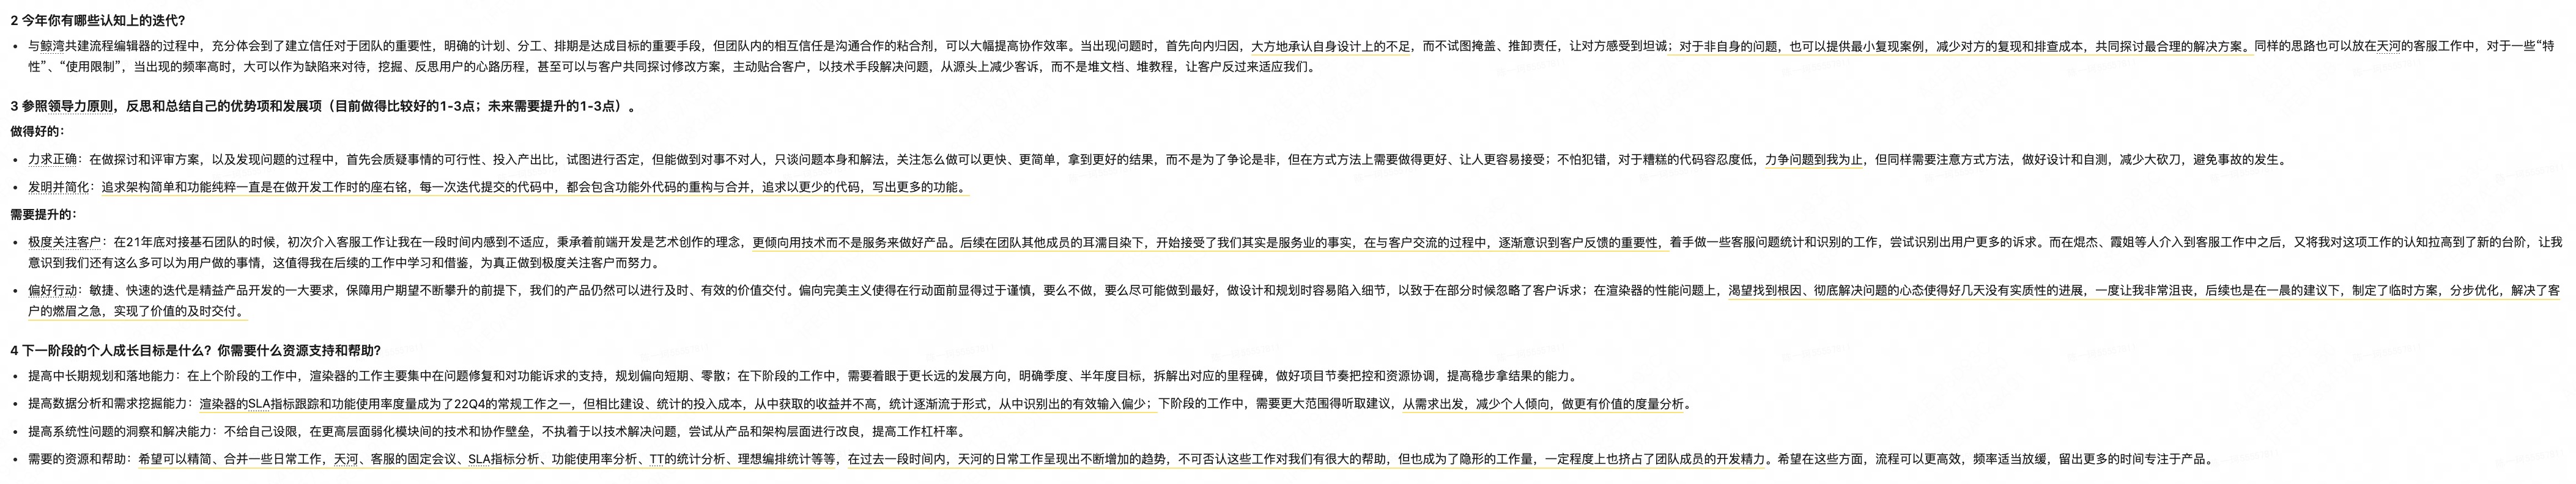 2 今年你有哪些认知上的迭代？
• 与鲸湾共建流程编辑器的过程中，充分体会到了建立信任对于团队的重要性，明确的计划、分工、排期是达成目标的重要手段，但团队内的相互信任是沟通合作的粘合剂，可以大幅提高协作效率。当出现问题时，首先向内归因，大方地承认自身设计上的不足，而不试图掩盖、推卸责任，让对方感受到坦诚；对于非自身的问题，也可以提供最小复现案例，减少对方的复现和排查成本，共同探讨最合理的解决方案。同样的思路也可以放在天河的客服工作中，对于一些“特
性”、“使用限制”，当出现的频率高时，大可以作为缺陷来对待，挖掘、反思用户的心路历程，甚至可以与客户共同探讨修改方案，主动贴合客户，以技术手段解决问题，从源头上减少客诉，而不是堆文档、堆教程，让客户反过来适应我们。
3 参照领导力原则，反思和总结自己的优势项和发展项（目前做得比较好的1-3点；未来需要提升的1-3点）。
做得好的：
• 力求正确：在做探讨和评审方案，以及发现问题的过程中，首先会质疑事情的可行性、投入产出比，试图进行否定，但能做到对事不对人，只谈问题本身和解法，关注怎么做可以更快、更简单，拿到更好的结果，而不是为了争论是非，但在方式方法上需要做得更好、让人更容易接受；不怕犯错，对于糟糕的代码容忍度低，力争问题到我为止，但同样需要注意方式方法，做好设计和自测，减少大砍刀，避免事故的发生。
• 发明并简化：追求架构简单和功能纯粹一直是在做开发工作时的座右铭，每一次迭代提交的代码中，都会包含功能外代码的重构与合并，追求以更少的代码，写出更多的功能。
需要提升的：
• 极度关注客户：在21年底对接基石团队的时候，初次介入客服工作让我在一段时间内感到不适应，秉承着前端开发是艺术创作的理念，更倾向用技术而不是服务来做好产品。后续在团队其他成员的耳濡目染下，开始接受了我们其实是服务业的事实，在与客户交流的过程中，逐渐意识到客户反馈的重要性，着手做一些客服问题统计和识别的工作，尝试识别出用户更多的诉求。而在焜杰、霞姐等人介入到客服工作中之后，又将我对这项工作的认知拉高到了新的台阶，让我
意识到我们还有这么多可以为用户做的事情，这值得我在后续的工作中学习和借鉴，为真正做到极度关注客户而努力。
• 偏好行动：敏捷、快速的迭代是精益产品开发的一大要求，保障用户期望不断攀升的前提下，我们的产品仍然可以进行及时、有效的价值交付。偏向完美主义使得在行动面前显得过于谨慎，要么不做，要么尽可能做到最好，做设计和规划时容易陷入细节，以致于在部分时候忽略了客户诉求；在渲染器的性能问题上，渴望找到根因、彻底解决问题的心态使得好几天没有实质性的进展，一度让我非常沮丧，后续也是在一晨的建议下，制定了临时方案，分步优化，解决了客
户的燃眉之急，实现了价值的及时交付。
4 下一阶段的个人成长目标是什么？你需要什么资源支持和帮助？
• 提高中长期规划和落地能力：在上个阶段的工作中，渲染器的工作主要集中在问题修复和对功能诉求的支持，规划偏向短期、零散；在下阶段的工作中，需要着眼于更长远的发展方向，明确季度、半年度目标，拆解出对应的里程碑，做好项目节奏把控和资源协调，提高稳步拿结果的能力。
• 提高数据分析和需求挖掘能力：渲染器的SLA指标跟踪和功能使用率度量成为了22Q4的常规工作之一，但相比建设、统计的投入成本，从中获取的收益并不高，统计逐渐流于形式，从中识别出的有效输入偏少；下阶段的工作中，需要更大范围得听取建议，从需求出发，减少个人倾向，做更有价值的度量分析。
• 提高系统性问题的洞察和解决能力：不给自己设限，在更高层面弱化模块间的技术和协作壁垒，不执着于以技术解决问题，尝试从产品和架构层面进行改良，提高工作杠杆率。
• 需要的资源和帮助：希望可以精简、合并一些日常工作，天河、客服的固定会议、SLA指标分析、功能使用率分析、TT的统计分析、理想编排统计等等，在过去一段时间内，天河的日常工作呈现出不断增加的趋势，不可否认这些工作对我们有很大的帮助，但也成为了隐形的工作量，一定程度上也挤占了团队成员的开发精力。希望在这些方面，流程可以更高效，频率适当放缓，留出更多的时间专注于产品。